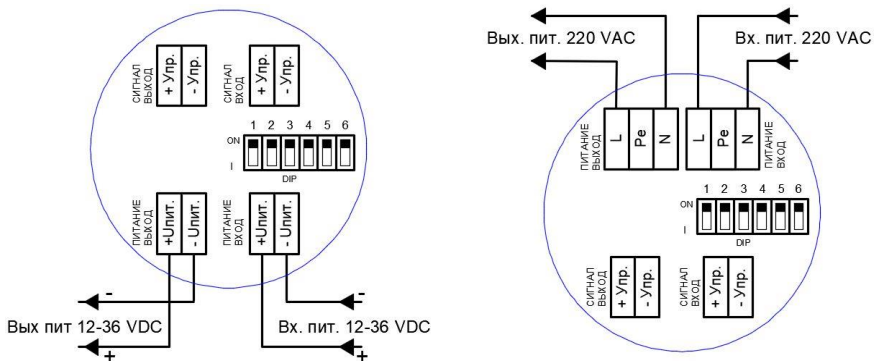 СИГНАЛ
ВЫХОД
+ Упр.
- Упр.
СИГНАЛ
ВХОД
+ Упр.
- Упр.
1 2 3 4 5 6
ON
I
DIP
ПИТАНИЕ
ВЫХОД
+Uпит.
- Uпит.
ПИТАНИЕ
ВХОД
+Uпит.
- Uпит.
-
Вых пит 12-36 VDC
+
-
Вх. пит. 12-36 VDC
+
Вых. пит. 220 VAC
Вх. пит. 220 VAC
ПИТАНИЕ
ВЫХОД
L
Pe
N
L
Pe
N
ПИТАНИЕ
ВХОД
1 2 3 4 5 6
ON
I
DIP
СИГНАЛ
ВЫХОД
+ Упр.
- Упр.
СИГНАЛ
ВХОД
+ Упр.
- Упр.